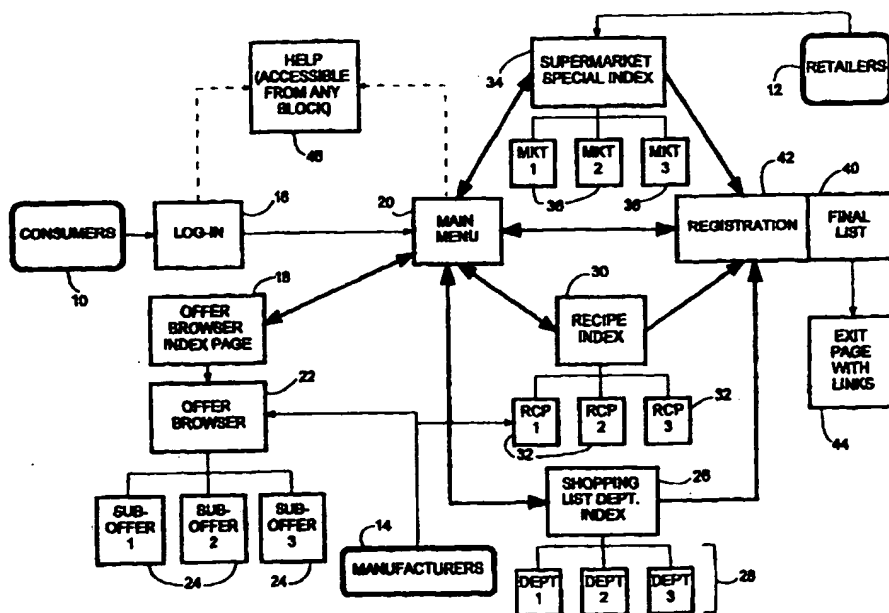 HELP
(ACCESSIBLE
FROM ANY
BLOCK)
46
34
SUPERMARKET
SPECIAL INDEX
RETAILERS
12
MKT
1
MKT
2
MKT
3
36
36
42
40
CONSUMERS
10
16
LOG-IN
20
MAIN
MENU
REGISTRATION
FINAL
LIST
18
OFFER
BROWSER
INDEX PAGE
30
RECIPE
INDEX
EXIT
PAGE
WITH
LINKS
44
22
OFFER
BROWSER
RCP
1
RCP
2
RCP
3
32
32
26
SHOPPING
LIST DEPT.
INDEX
SUB-
OFFER
1
SUB-
OFFER
2
SUB-
OFFER
3
24
24
14
MANUFACTURERS
DEPT
1
DEPT
2
DEPT
3
28